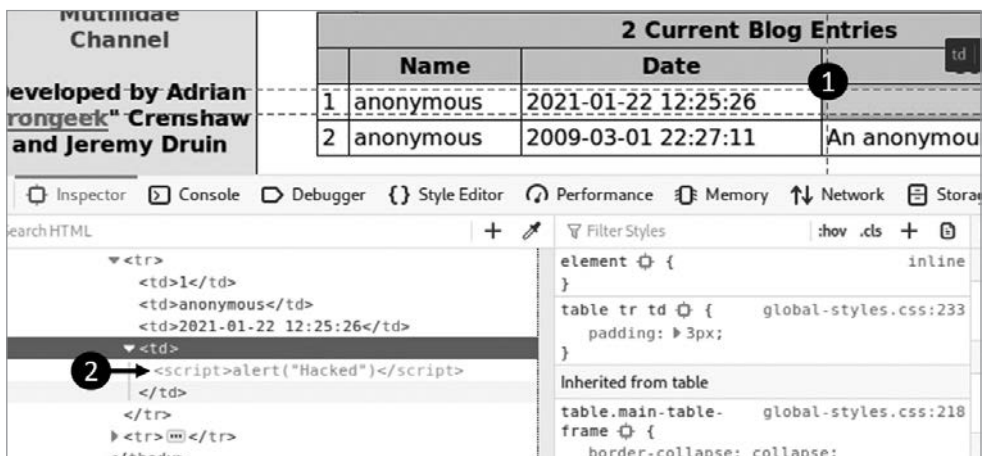 Mutillidae
Channel
eveloped by Adrian
rongeek" Crenshaw
and Jeremy Druin
2 Current Blog Entries
Name Date
td
1
1 anonymous 2021-01-22 12:25:26
2 anonymous 2009-03-01 22:27:11 An anonymou
Inspector Console Debugger {} Style Editor Performance Memory Network Storag
Search HTML
<tr>
<td>1</td>
<td>anonymous</td>
<td>2021-01-22 12:25:26</td>
<td>
2
<script>alert("Hacked")</script>
</td>
</tr>
<tr> ••• </tr>
Filter Styles :hov .cls +
element { inline
}
table tr td { global-styles.css:233
padding: 3px;
}
Inherited from table
table.main-table- global-styles.css:218
frame {
border-collapse: collapse;